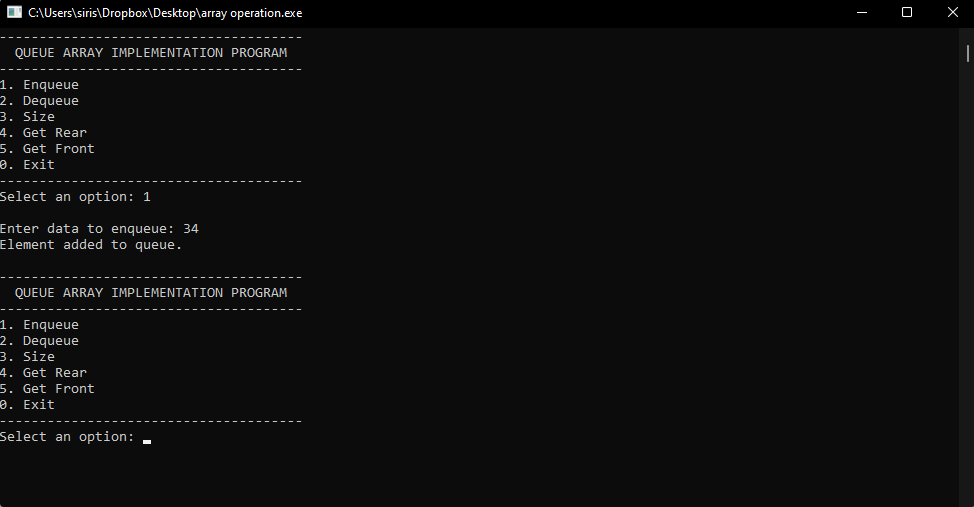 C:\Users\siris\Dropbox\Desktop\array operation.exe
--------------------------------------
  QUEUE ARRAY IMPLEMENTATION PROGRAM
--------------------------------------
1. Enqueue
2. Dequeue
3. Size
4. Get Rear
5. Get Front
0. Exit
--------------------------------------
Select an option: 1

Enter data to enqueue: 34
Element added to queue.

--------------------------------------
  QUEUE ARRAY IMPLEMENTATION PROGRAM
--------------------------------------
1. Enqueue
2. Dequeue
3. Size
4. Get Rear
5. Get Front
0. Exit
--------------------------------------
Select an option: